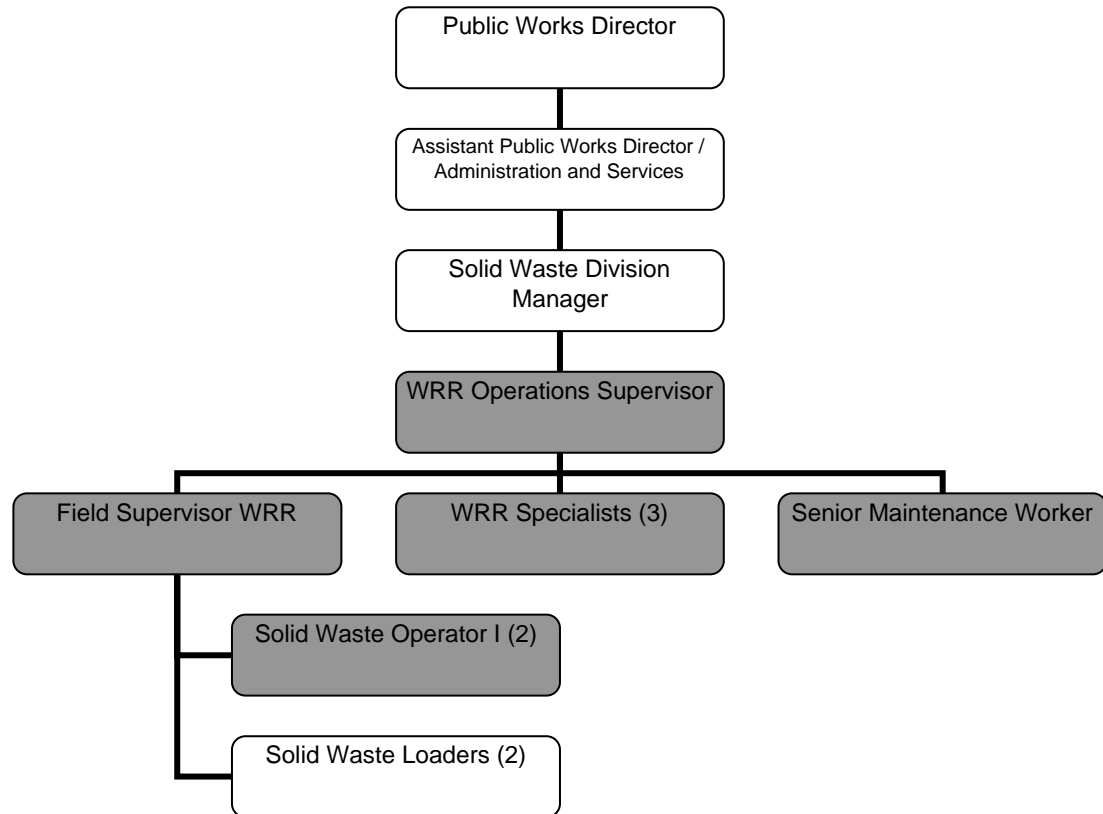 Public Works Director
Assistant Public Works Director /
Administration and Services
Solid Waste Division
Manager
WRR Operations Supervisor
Field Supervisor WRR
WRR Specialists (3)
Senior Maintenance Worker
Solid Waste Operator I (2)
Solid Waste Loaders (2)